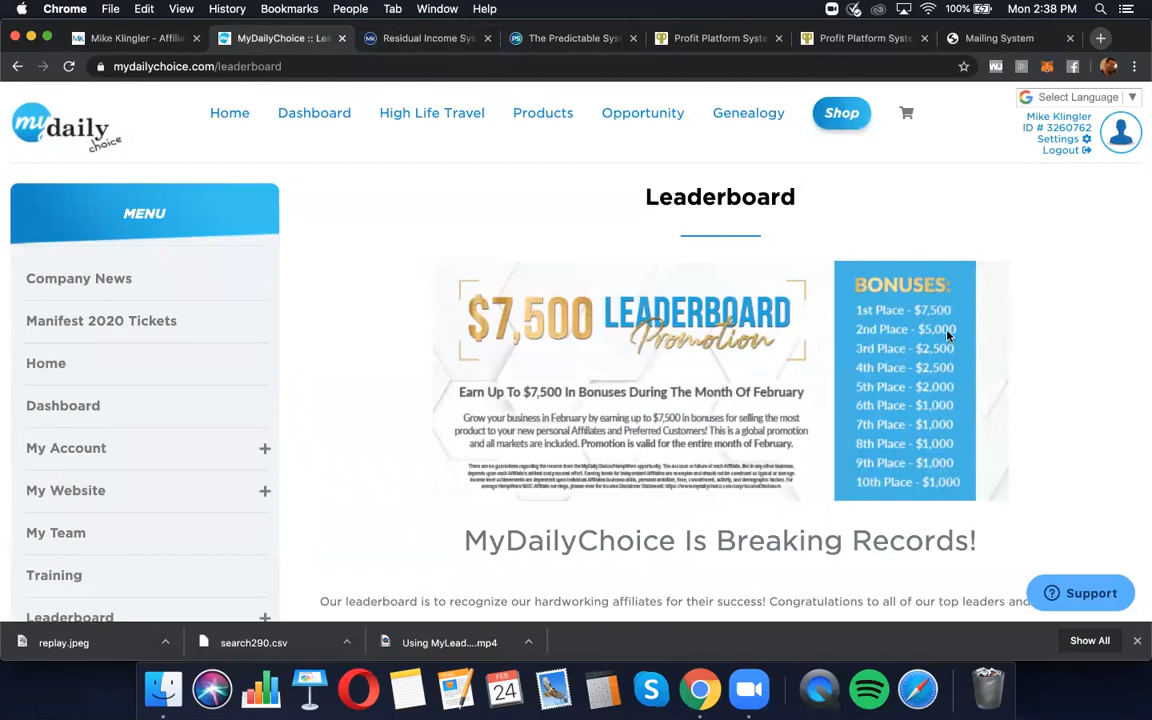 Chrome File Edit View History Bookmarks People Tab Window Help 100% Mon 2:38 PM
Mike Klingler - Affilia
MyDailyChoice :: Lea
Residual Income Sys
The Predictable Syst
Profit Platform Syste
Profit Platform Syste
Mailing System
mydailychoice.com/leaderboard
my daily choice
Home Dashboard High Life Travel Products Opportunity Genealogy Shop
G Select Language
Mike Klingler
ID # 3260762
Settings
Logout
MENU
Company News
Manifest 2020 Tickets
Home
Dashboard
My Account +
My Website +
My Team
Training
Leaderboard +
Leaderboard
$7,500 LEADERBOARD
Promotion
Earn Up To $7,500 In Bonuses During The Month Of February
Grow your business in February by earning up to $7,500 in bonuses for selling the most
product to your new personal Affiliates and Preferred Customers! This is a global promotion
and all markets are included. Promotion is valid for the entire month of February.
BONUSES:
1st Place - $7,500
2nd Place - $5,000
3rd Place - $2,500
4th Place - $2,500
5th Place - $2,000
6th Place - $1,000
7th Place - $1,000
8th Place - $1,000
9th Place - $1,000
10th Place - $1,000
MyDailyChoice Is Breaking Records!
Our leaderboard is to recognize our hardworking affiliates for their success! Congratulations to all of our top leaders and
Support
replay.jpeg
search290.csv
Using MyLead....mp4
Show All
FEB
24